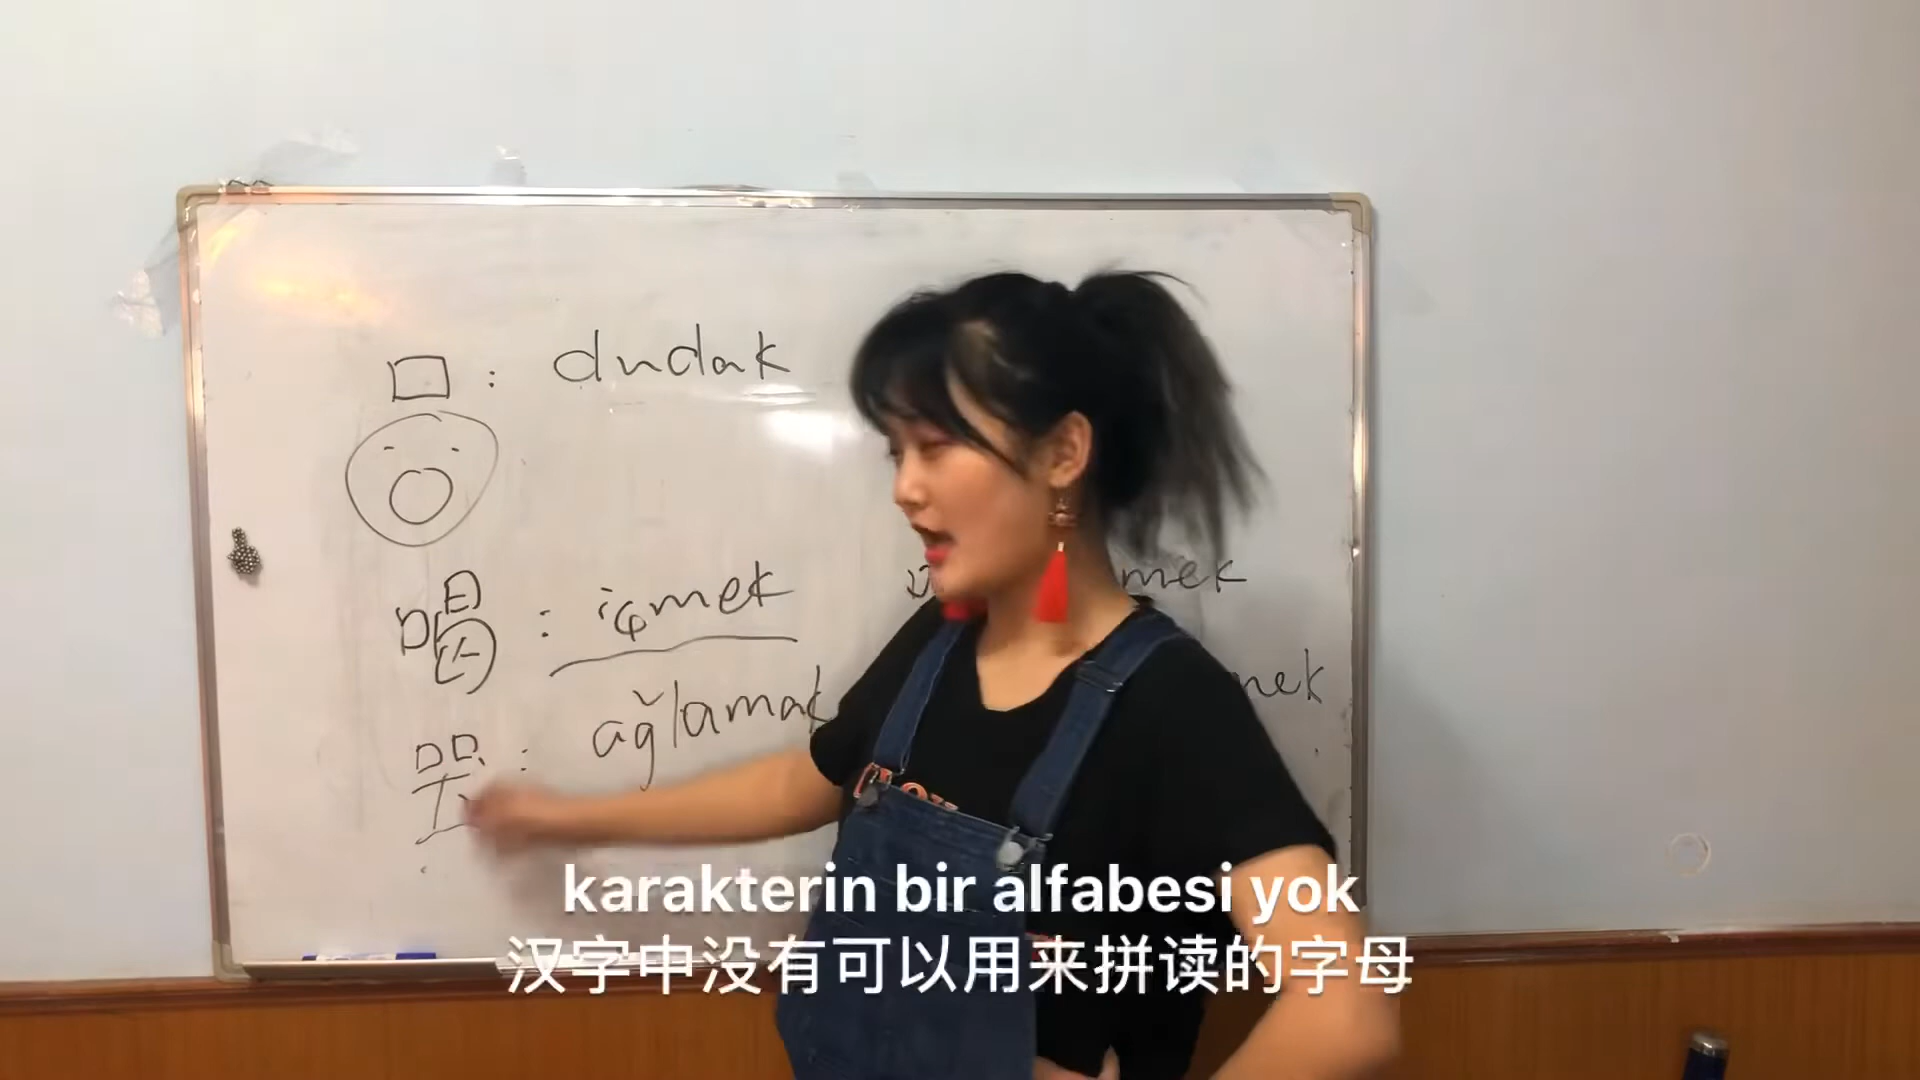 口 : dudak
喝 : içmek
mek
哭 : ağlamak
mek
karakterin bir alfabesi yok
汉字中没有可以用来拼读的字母